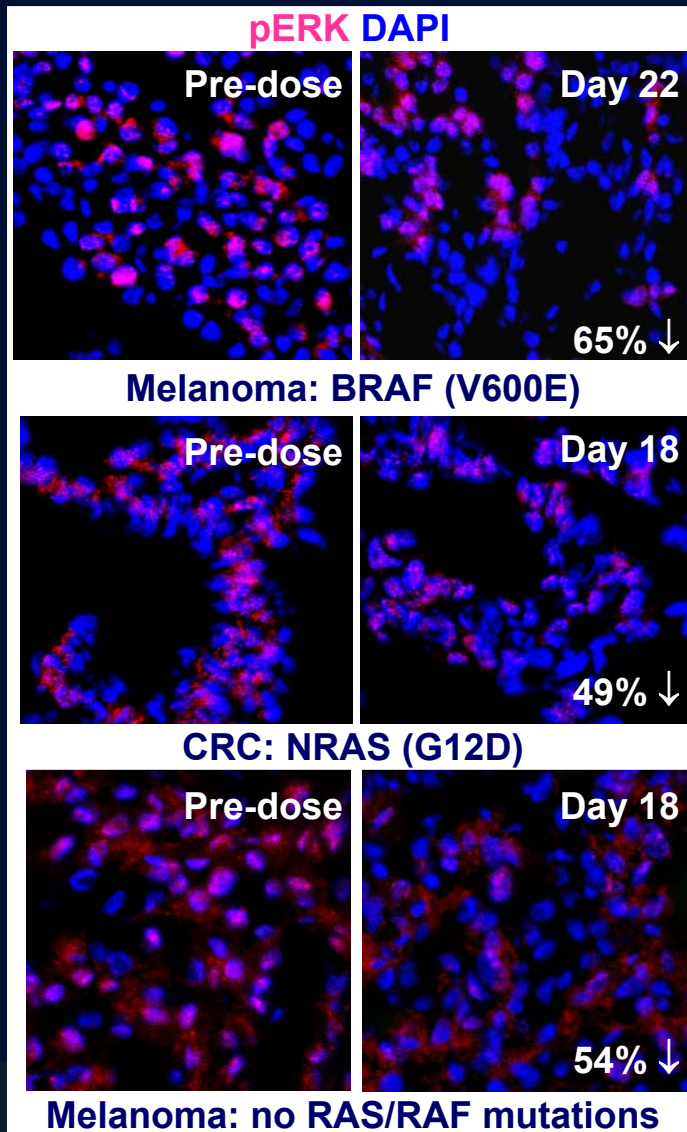 pERK DAPI
Pre-dose
Day 22
65% ↓
Melanoma: BRAF (V600E)
Pre-dose
Day 18
49% ↓
CRC: NRAS (G12D)
Pre-dose
Day 18
54% ↓
Melanoma: no RAS/RAF mutations